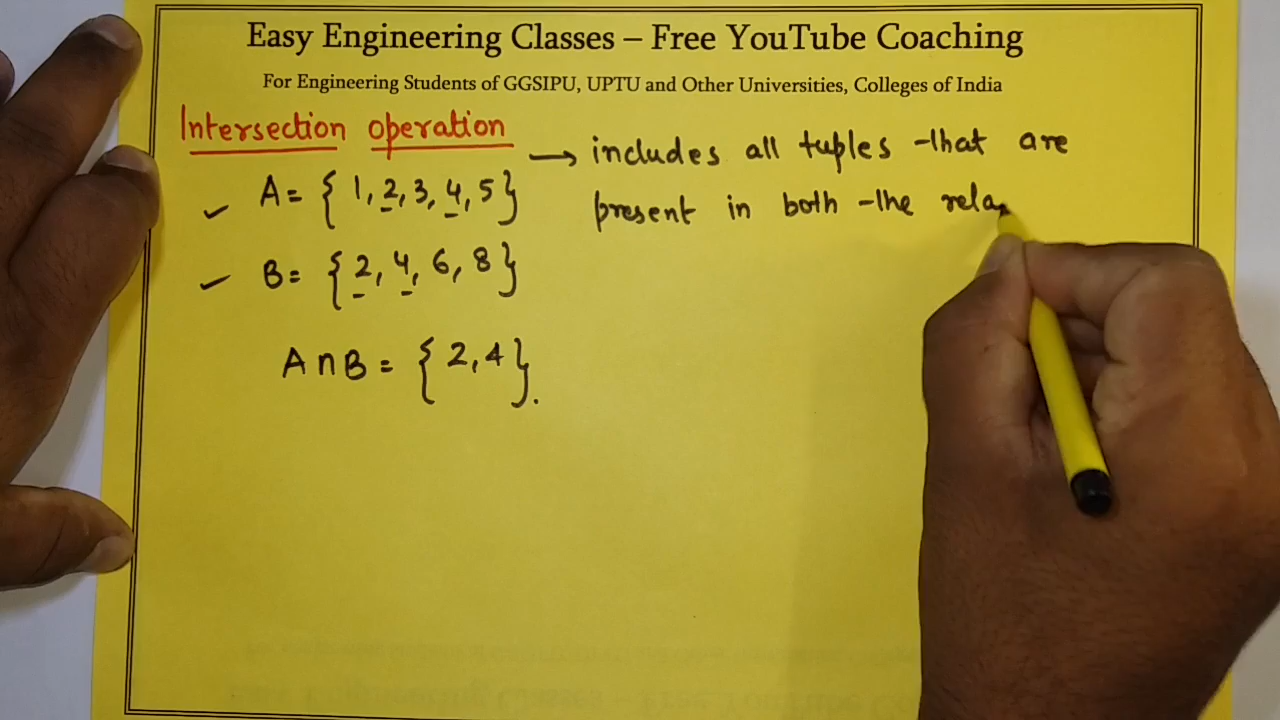 Easy Engineering Classes – Free YouTube Coaching
For Engineering Students of GGSIPU, UPTU and Other Universities, Colleges of India
Intersection operation
→ includes all tuples that are
present in both the rela
A = { 1, 2, 3, 4, 5 }
B = { 2, 4, 6, 8 }
A ∩ B = { 2, 4 }.